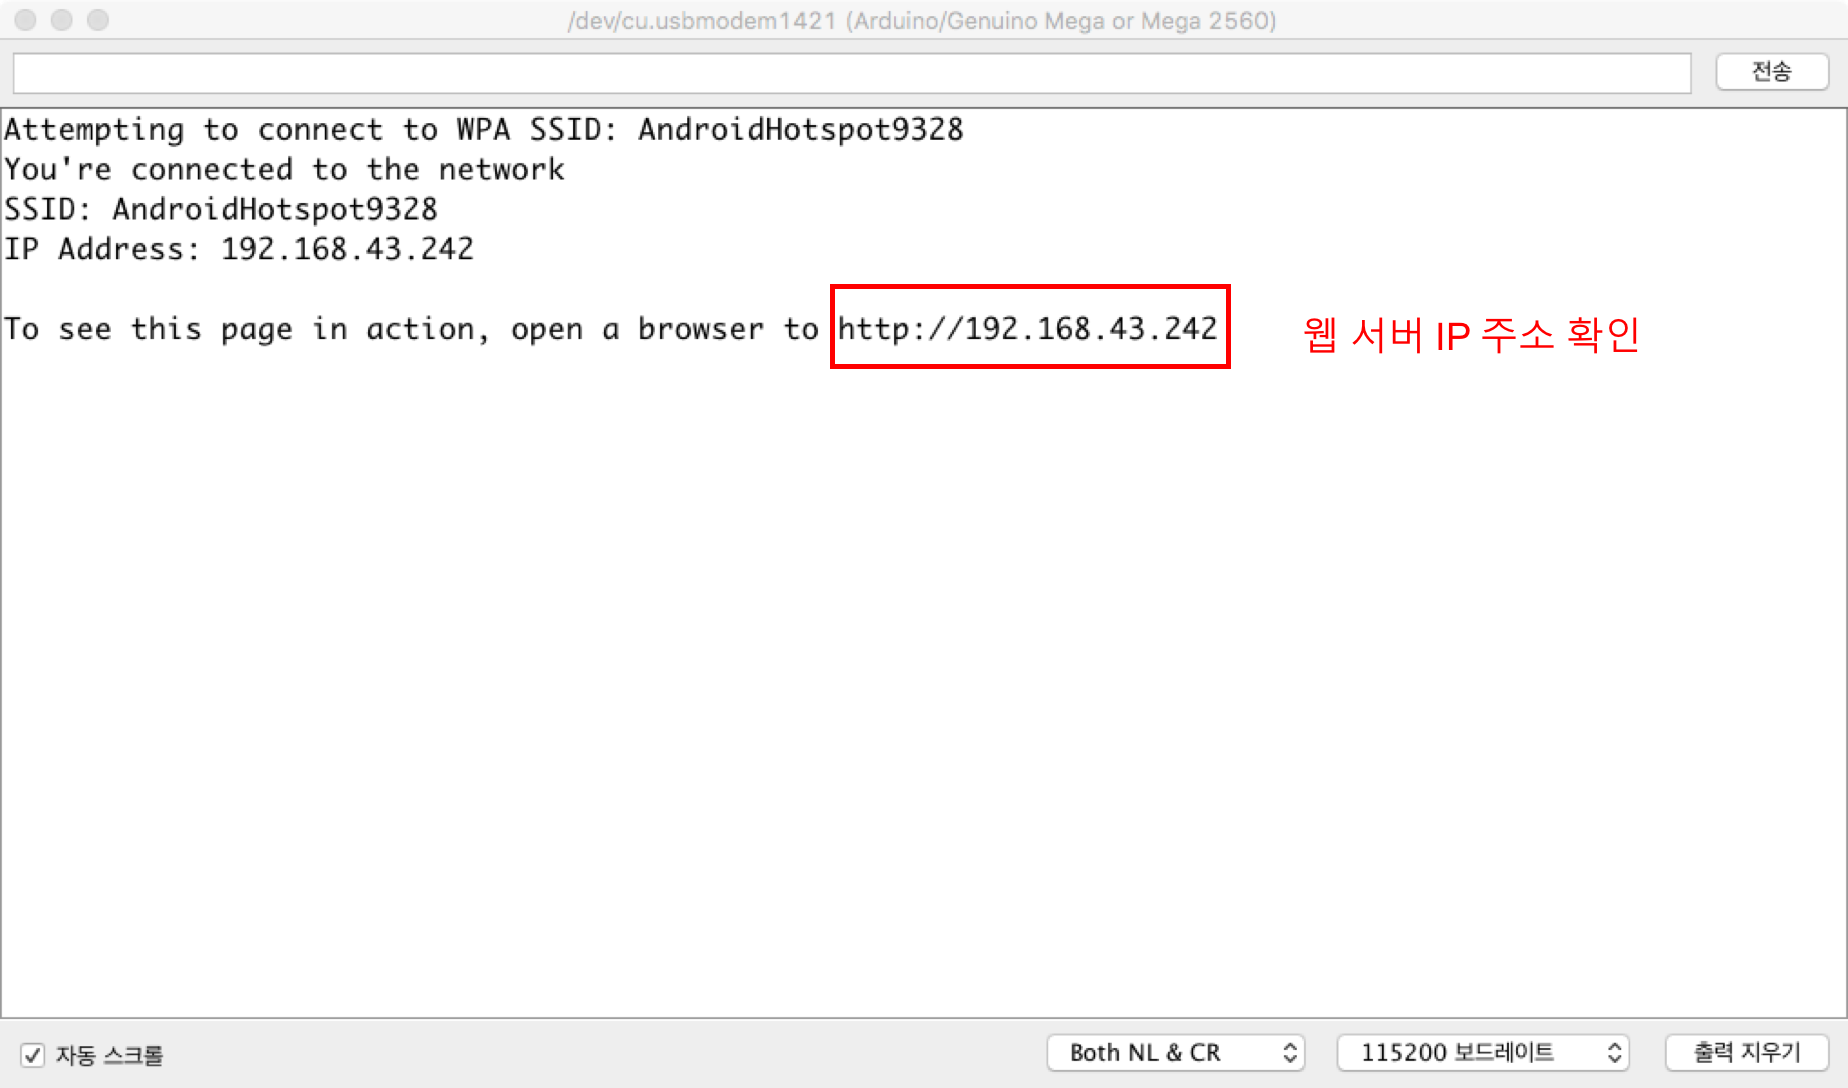 /dev/cu.usbmodem1421 (Arduino/Genuino Mega or Mega 2560)
전송
Attempting to connect to WPA SSID: AndroidHotspot9328
You're connected to the network
SSID: AndroidHotspot9328
IP Address: 192.168.43.242
To see this page in action, open a browser to http://192.168.43.242
웹 서버 IP 주소 확인
자동 스크롤
Both NL & CR
115200 보드레이트
출력 지우기